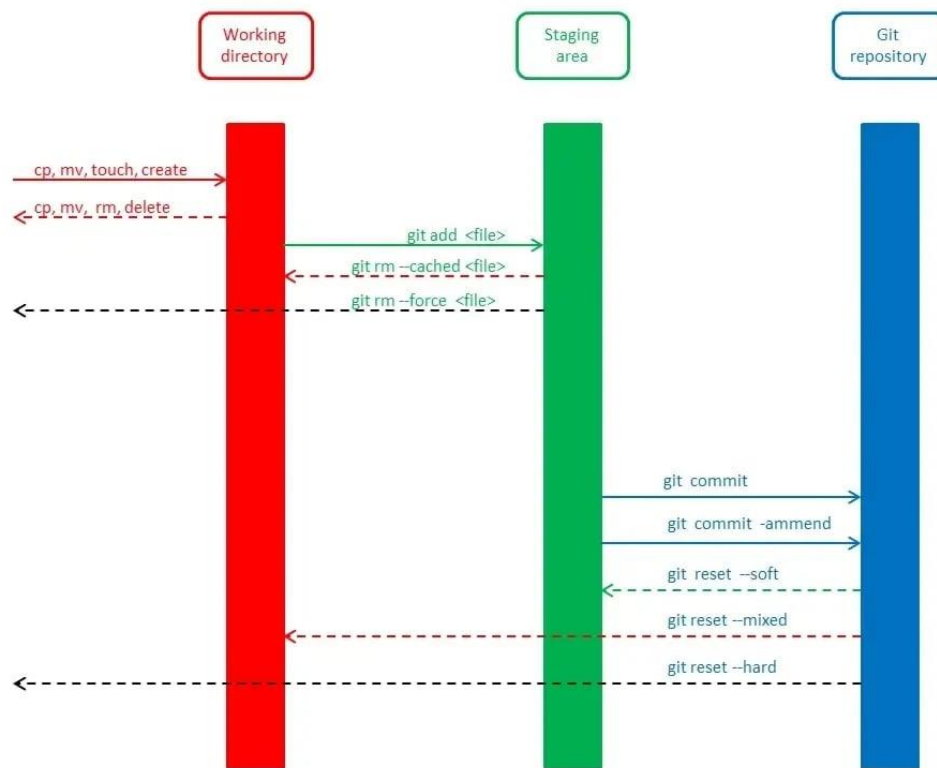 Working
directory
Staging
area
Git
repository
cp, mv, touch, create
cp, mv, rm, delete
git add <file>
git rm --cached <file>
git rm --force <file>
git commit
git commit -ammend
git reset --soft
git reset --mixed
git reset --hard